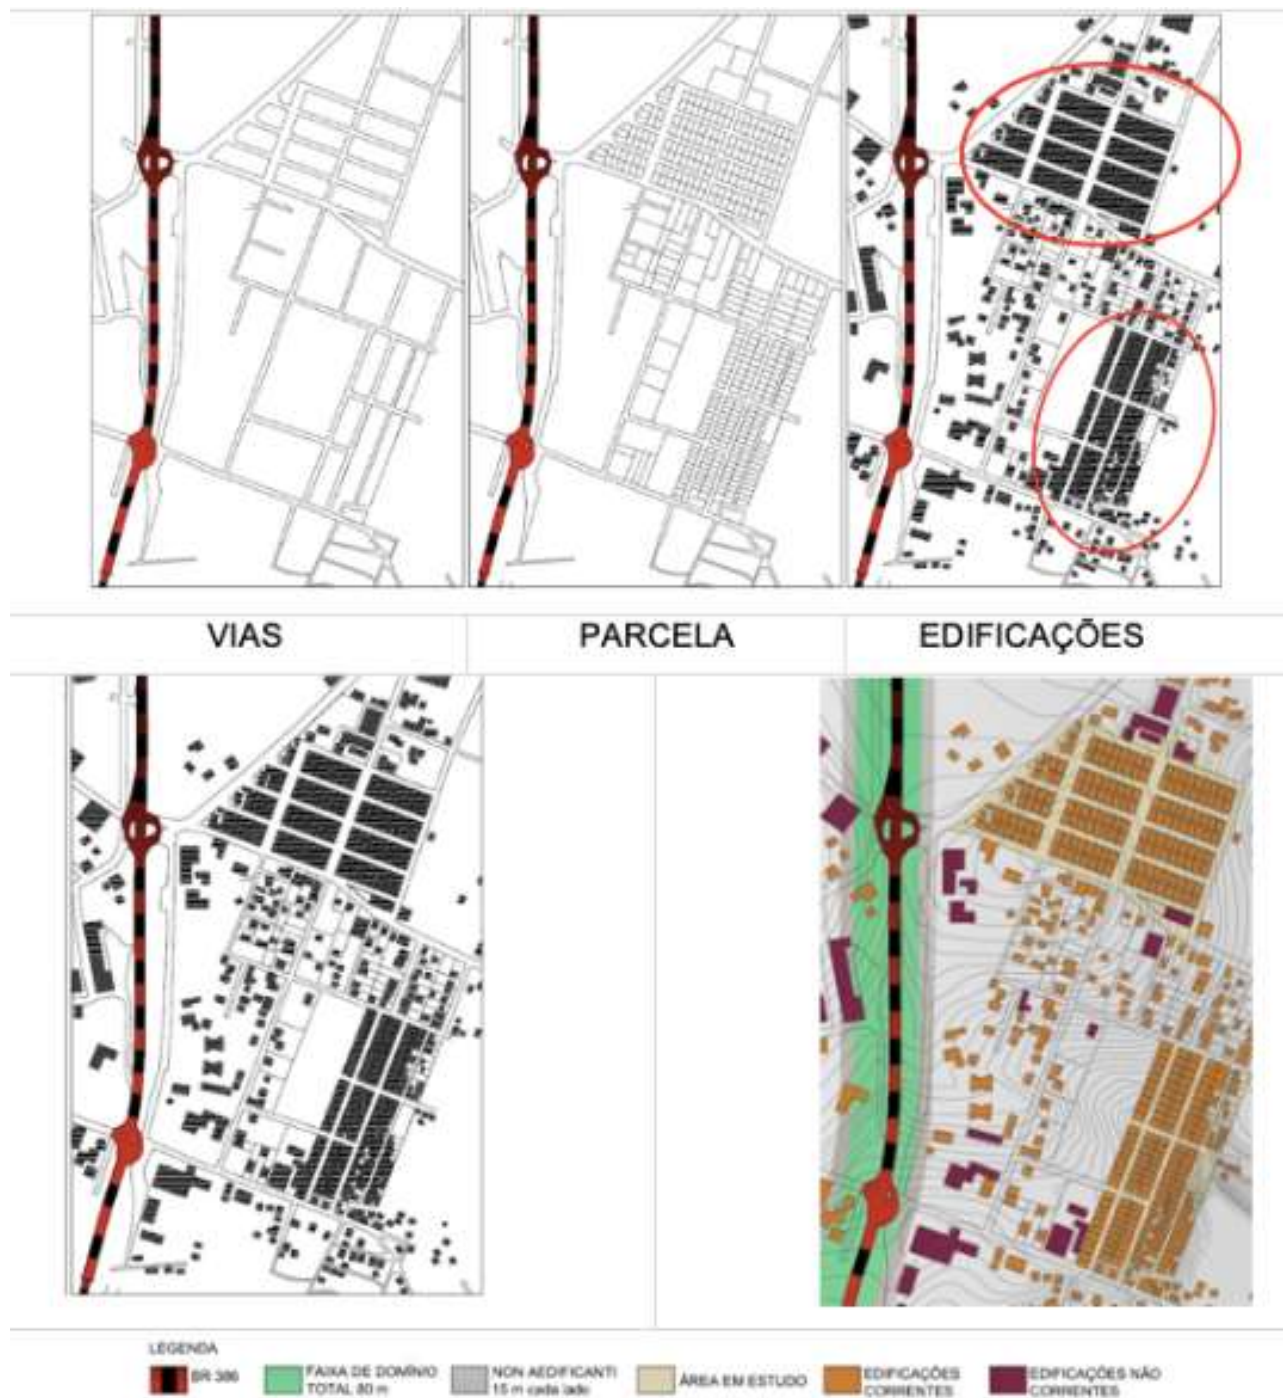 VIAS
PARCELA
EDIFICAÇÕES
LEGENDA
BR 386
FAIXA DE DOMÍNIO
TOTAL 80 m
NON AEDIFICANTI
15 m cada lado
ÁREA EM ESTUDO
EDIFICAÇÕES
CORRENTES
EDIFICAÇÕES NÃO
CORRENTES